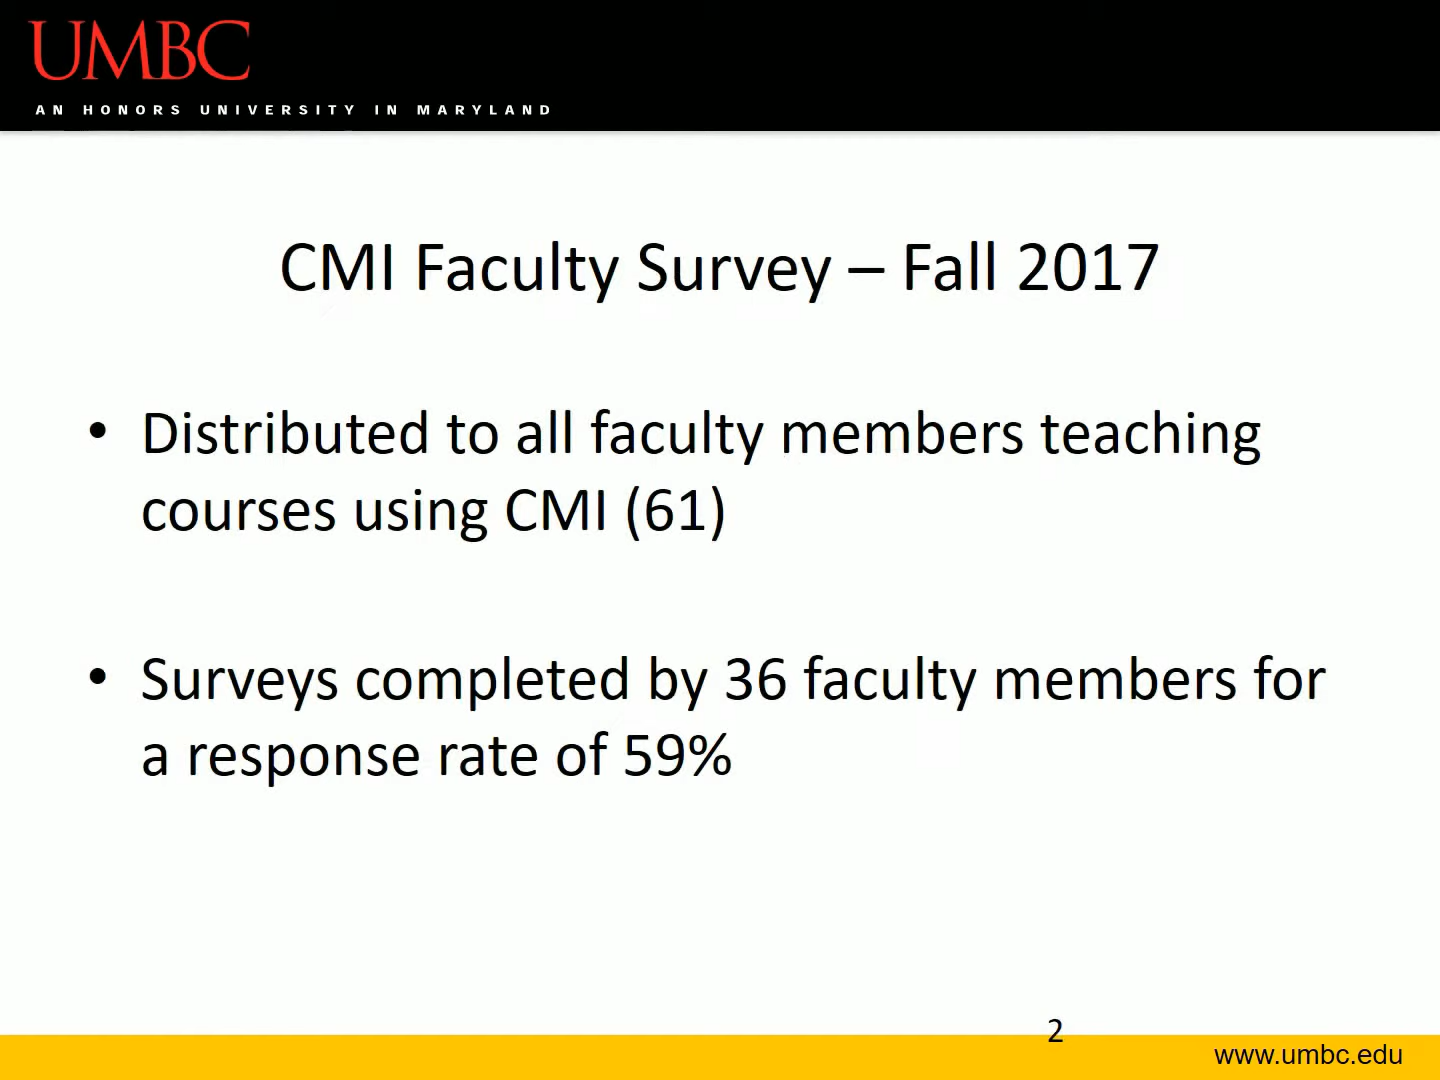 UMBC
AN HONORS UNIVERSITY IN MARYLAND
CMI Faculty Survey – Fall 2017
• Distributed to all faculty members teaching
courses using CMI (61)
• Surveys completed by 36 faculty members for
a response rate of 59%
2
www.umbc.edu